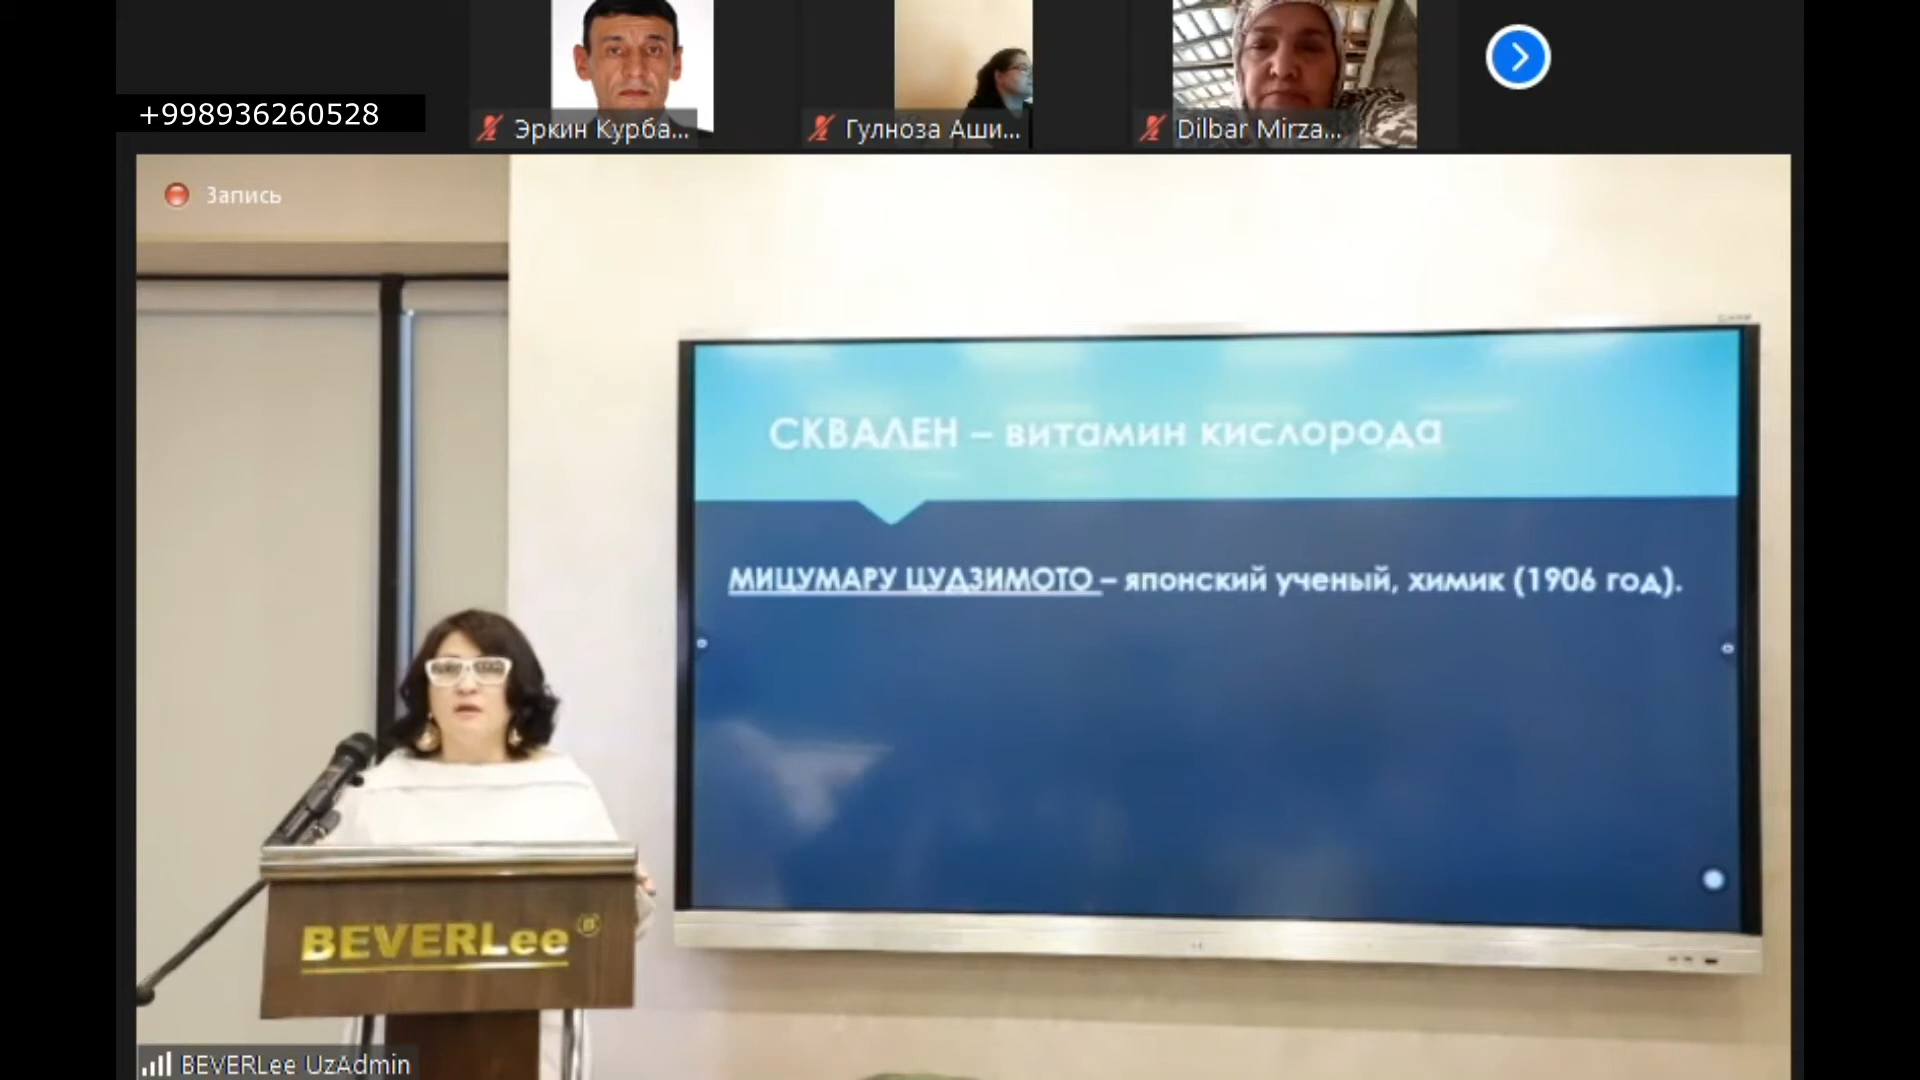 +998936260528
Эркин Курба...
Гулноза Аши...
Dilbar Mirza...
Запись
СКВАЛЕН – витамин кислорода
МИЦУМАРУ ЦУДЗИМОТО – японский ученый, химик (1906 год).
BEVERLee
BEVERLee UzAdmin